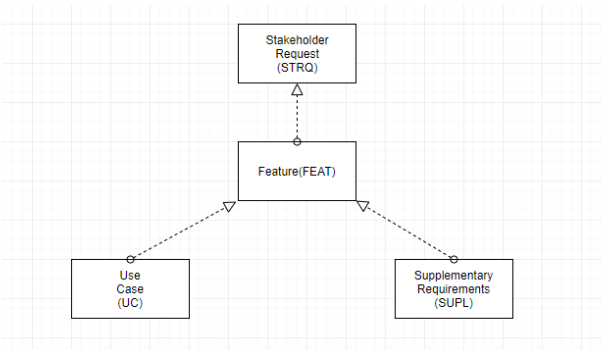 Stakeholder
Request
(STRQ)
Feature(FEAT)
Use
Case
(UC)
Supplementary
Requirements
(SUPL)